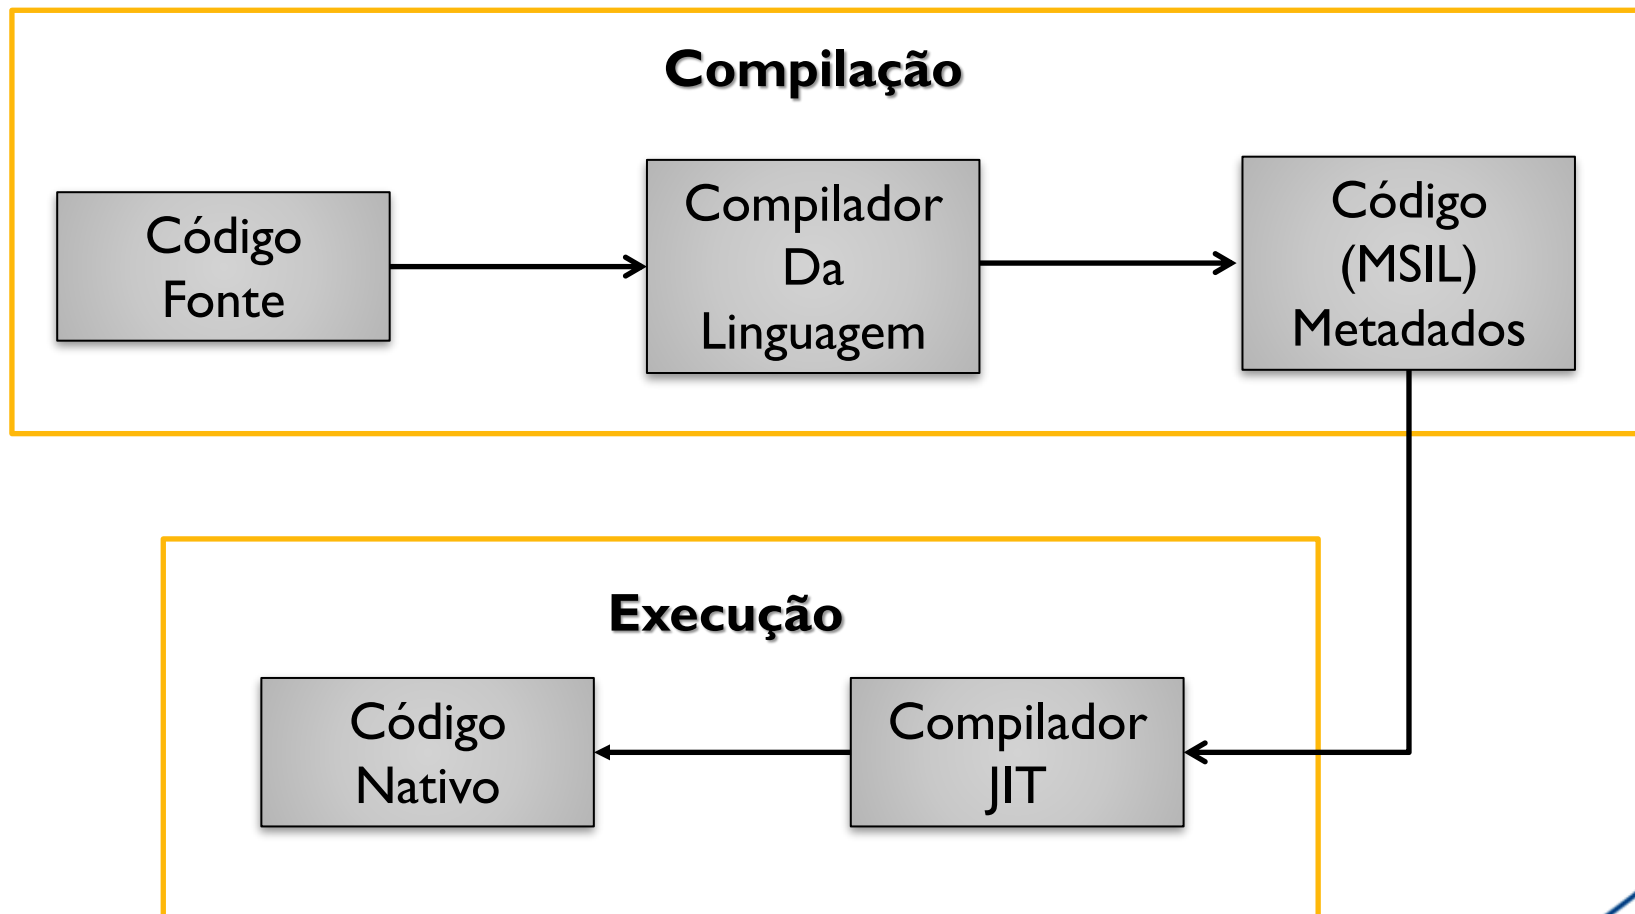 Compilação
Código
Fonte
Compilador
Da
Linguagem
Código
(MSIL)
Metadados
Execução
Código
Nativo
Compilador
JIT